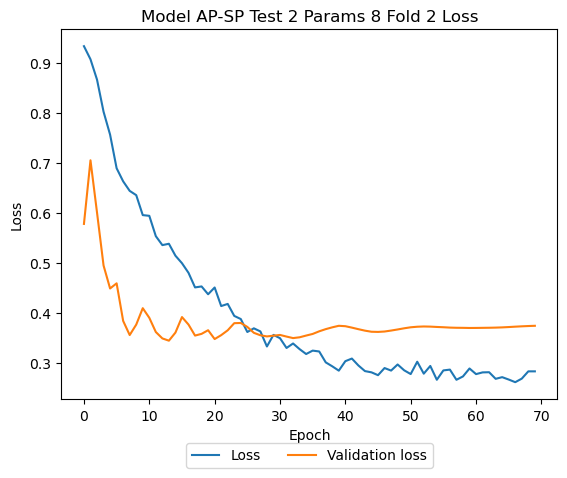 Model AP-SP Test 2 Params 8 Fold 2 Loss
Loss
0.9
0.8
0.7
0.6
0.5
0.4
0.3
0 10 20 30 40 50 60 70
Epoch
Loss Validation loss